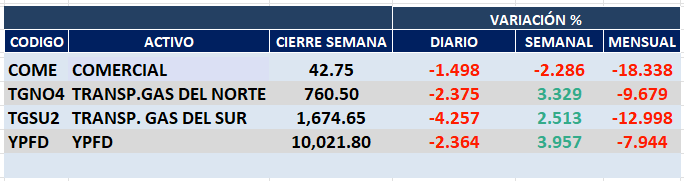 VARIACIÓN %
CODIGO ACTIVO CIERRE SEMANA DIARIO SEMANAL MENSUAL
COME COMERCIAL 42.75 -1.498 -2.286 -18.338
TGNO4 TRANSP.GAS DEL NORTE 760.50 -2.375 3.329 -9.679
TGSU2 TRANSP. GAS DEL SUR 1,674.65 -4.257 2.513 -12.998
YPFD YPFD 10,021.80 -2.364 3.957 -7.944